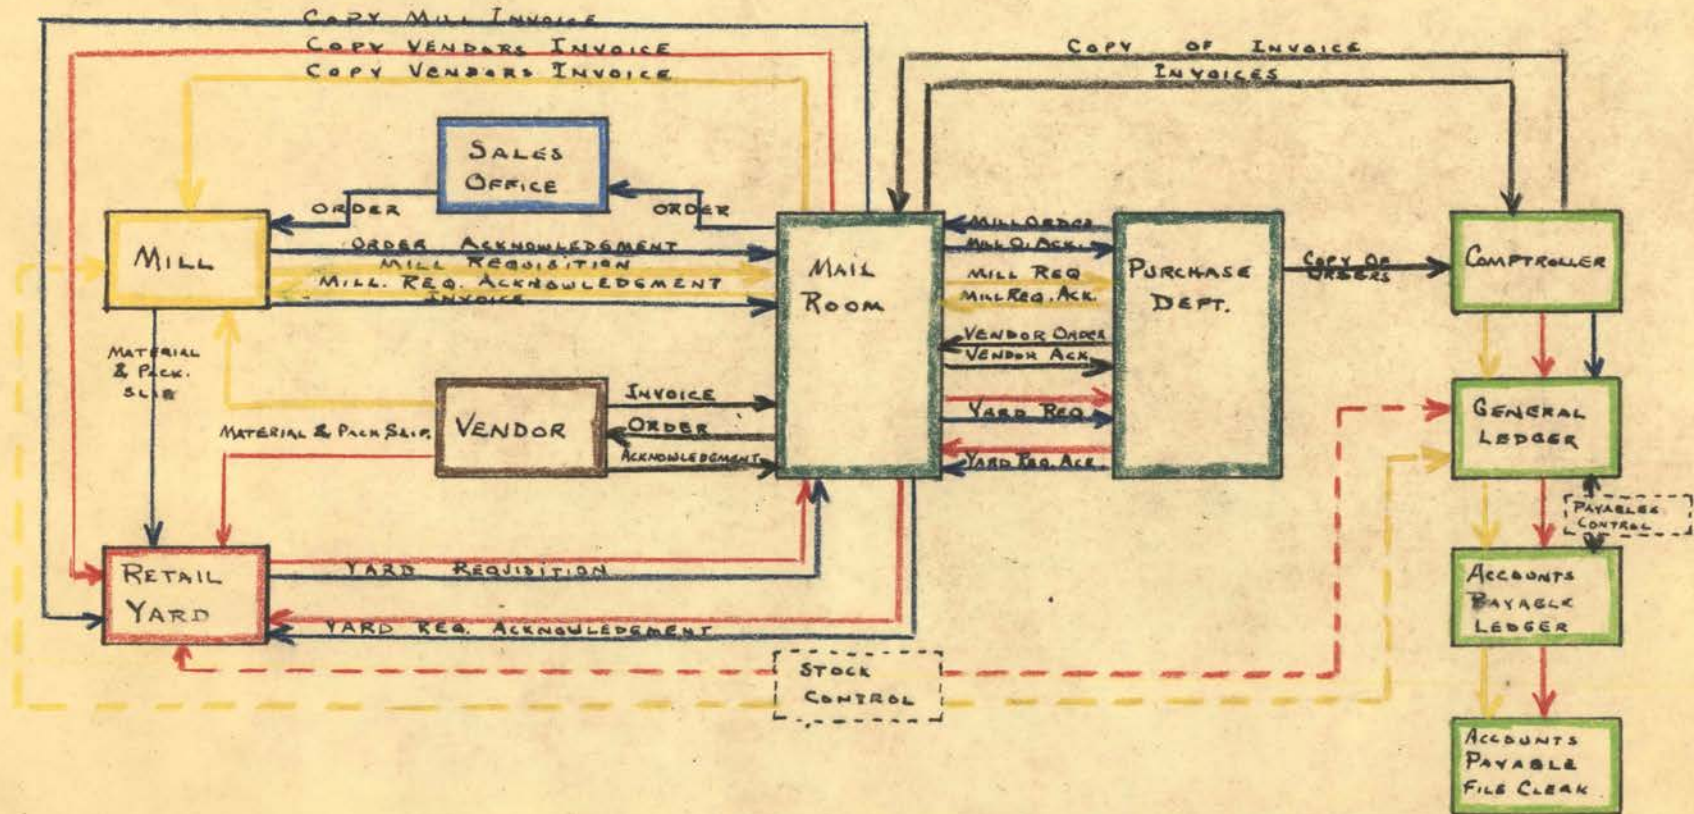 COPY MILL INVOICE
COPY VENDORS INVOICE
COPY VENDORS INVOICE
COPY OF INVOICE
INVOICES
SALES
OFFICE
ORDER
ORDER
MILL
ORDER ACKNOWLEDGMENT
MILL REQUISITION
MILL. REQ. ACKNOWLEDGMENT
INVOICE
MAIL
ROOM
MILL ORDER
MILL O. ACK.
MILL REQ
MILL REQ. ACK.
VENDOR ORDER
VENDOR ACK.
YARD REQ
YARD REQ. ACK.
PURCHASE
DEPT.
COPY OF
ORDERS
COMPTROLLER
MATERIAL
& PACK.
SLIP
VENDOR
INVOICE
ORDER
ACKNOWLEDGMENT
MATERIAL & PACK SLIP.
GENERAL
LEDGER
PAYABLES
CONTROL
RETAIL
YARD
YARD REQUISITION
YARD REQ. ACKNOWLEDGEMENT
STOCK
CONTROL
ACCOUNTS
PAYABLE
LEDGER
ACCOUNTS
PAYABLE
FILE CLERK